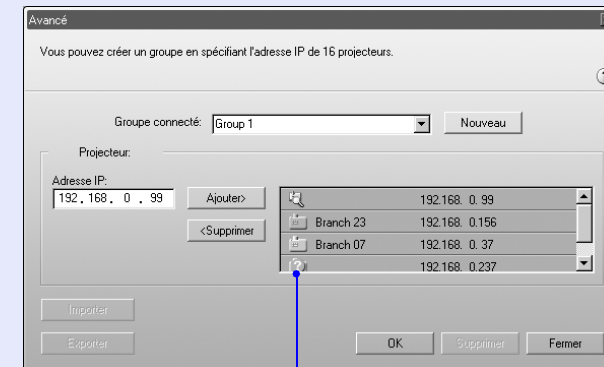 Avancé
Vous pouvez créer un groupe en spécifiant l'adresse IP de 16 projecteurs.
Groupe connecté: Group 1 Nouveau
Projecteur:
Adresse IP:
192 . 168 . 0 . 99 Ajouter> 192.168. 0. 99
<Supprimer Branch 23 192.168. 0.156
Branch 07 192.168. 0. 37
192.168. 0.237
Importer
Exporter OK Supprimer Fermer